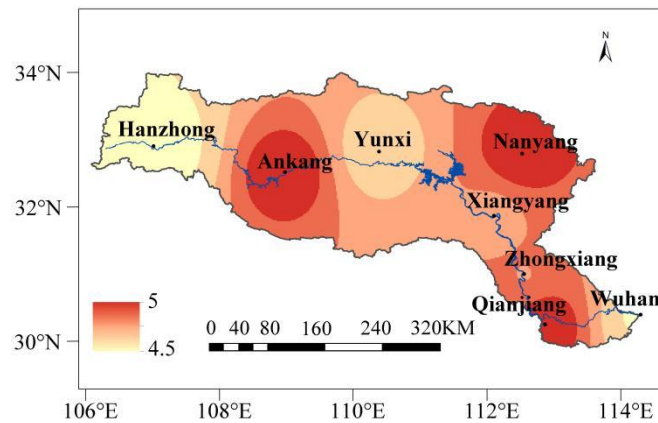 N
34°N
Hanzhong
Yunxi
Nanyang
Ankang
32°N
Xiangyang
Zhongxiang
Qianjiang
Wuhan
5
4.5
0 40 80 160 240 320KM
30°N
106°E 108°E 110°E 112°E 114°E